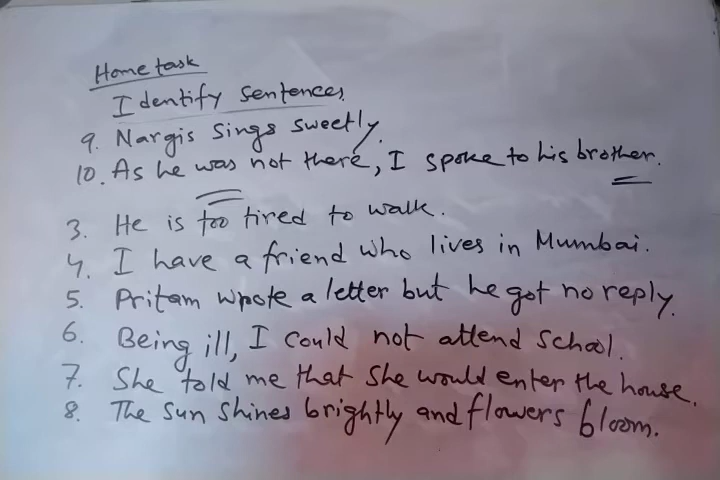 Home task
Identify sentences.
9. Nargis Sings sweetly.
10. As he was not there, I spoke to his brother.
3. He is too tired to walk.
4. I have a friend who lives in Mumbai.
5. Pritam wrote a letter but he got no reply.
6. Being ill, I could not attend School.
7. She told me that she would enter the house.
8. The sun shines brightly and flowers bloom.